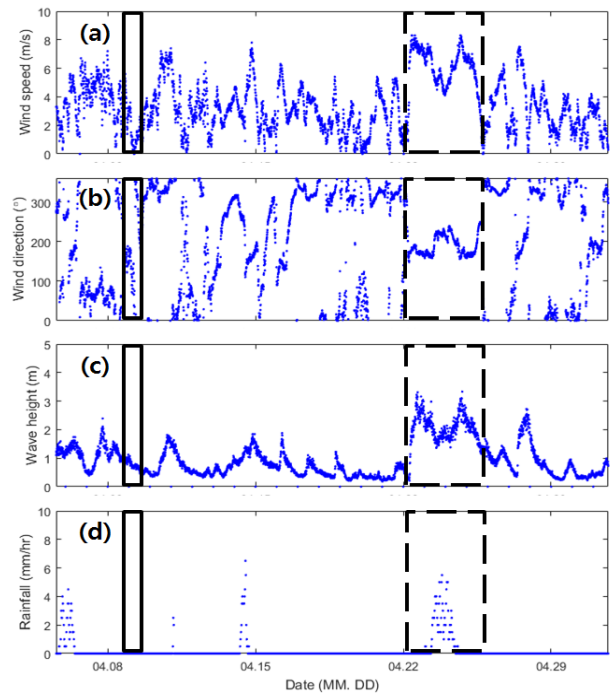 10
8
6
4
2
0
Wind speed (m/s)
(a)
300
200
100
0
Wind direction (°)
(b)
5
4
3
2
1
0
Wave height (m)
(c)
10
8
6
4
2
0
Rainfall (mm/hr)
(d)
04.08 04.15 04.22 04.29
Date (MM. DD)